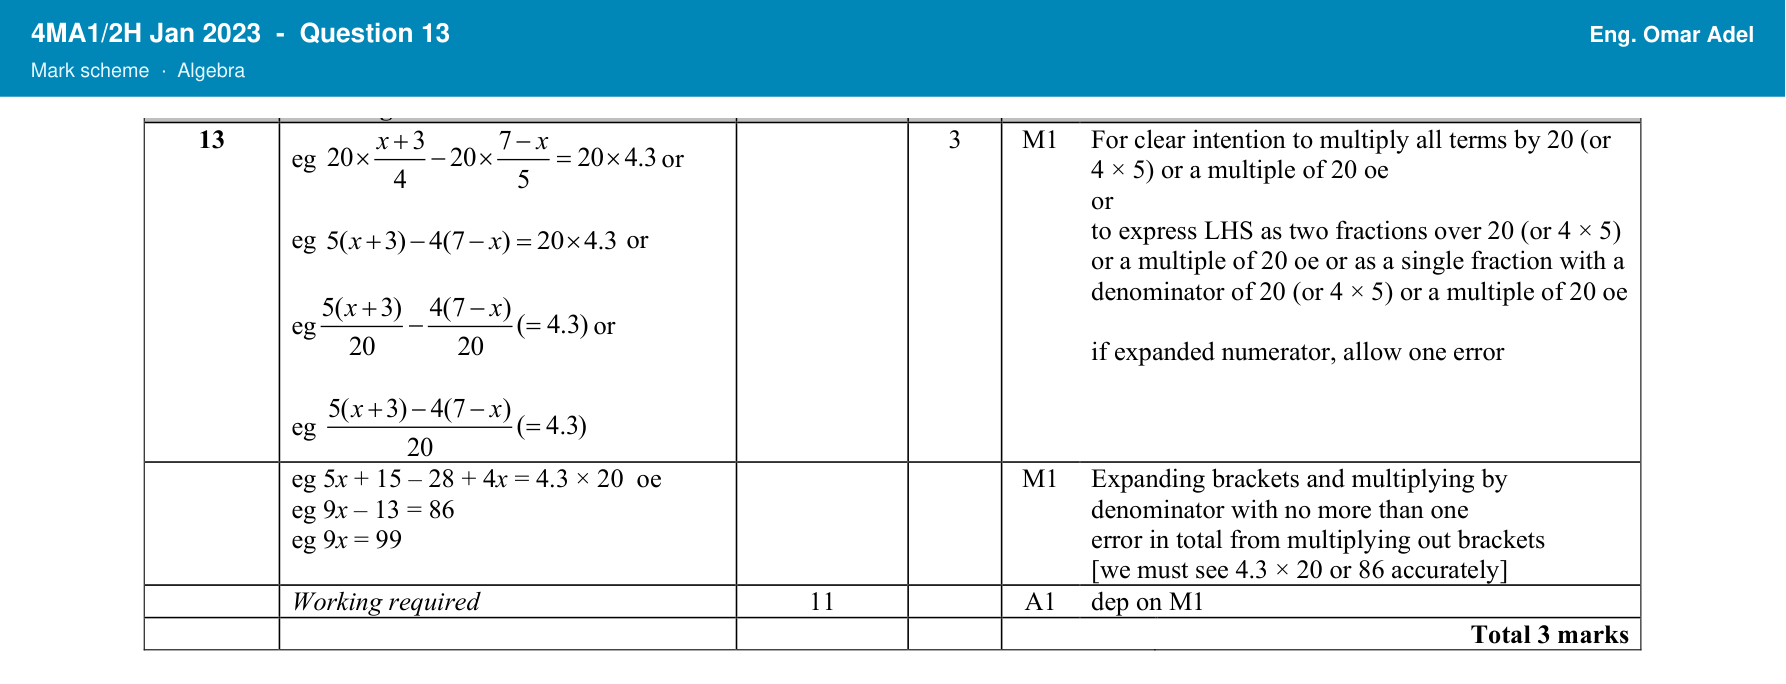 4MA1/2H Jan 2023 - Question 13
Eng. Omar Adel
Mark scheme · Algebra
13
eg 20 × (x + 3)/4 − 20 × (7 − x)/5 = 20 × 4.3 or
eg 5(x + 3) − 4(7 − x) = 20 × 4.3 or
eg 5(x + 3)/20 − 4(7 − x)/20 (= 4.3) or
eg (5(x + 3) − 4(7 − x))/20 (= 4.3)
3
M1
For clear intention to multiply all terms by 20 (or
4 × 5) or a multiple of 20 oe
or
to express LHS as two fractions over 20 (or 4 × 5)
or a multiple of 20 oe or as a single fraction with a
denominator of 20 (or 4 × 5) or a multiple of 20 oe
if expanded numerator, allow one error
eg 5x + 15 – 28 + 4x = 4.3 × 20 oe
eg 9x – 13 = 86
eg 9x = 99
M1
Expanding brackets and multiplying by
denominator with no more than one
error in total from multiplying out brackets
[we must see 4.3 × 20 or 86 accurately]
Working required
11
A1
dep on M1
Total 3 marks